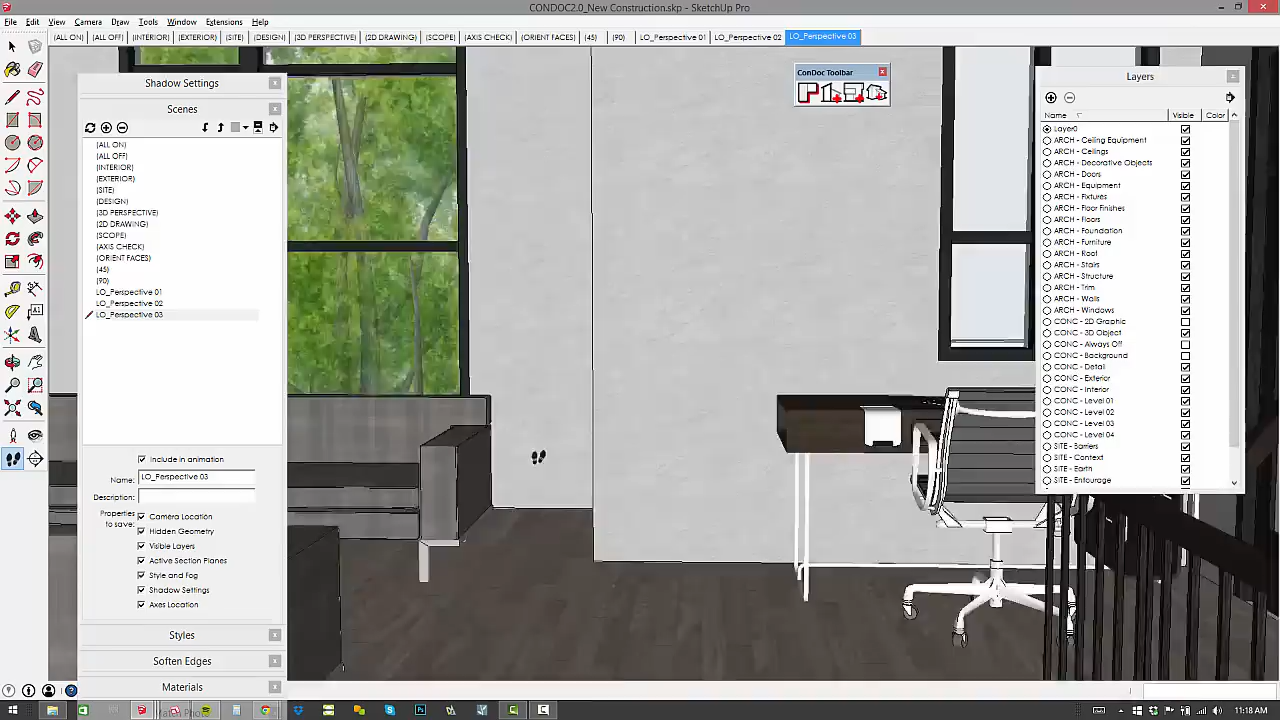 CONDOC2.0_New Construction.skp - SketchUp Pro
File Edit View Camera Draw Tools Window Extensions Help
(ALL ON) (ALL OFF) (INTERIOR) (EXTERIOR) (SITE) (DESIGN) (3D PERSPECTIVE) (2D DRAWING) (SCOPE) (AXIS CHECK) (ORIENT FACES) (45) (90) LO_Perspective 01 LO_Perspective 02 LO_Perspective 03
Shadow Settings
Scenes
(ALL ON)
(ALL OFF)
(INTERIOR)
(EXTERIOR)
(SITE)
(DESIGN)
(3D PERSPECTIVE)
(2D DRAWING)
(SCOPE)
(AXIS CHECK)
(ORIENT FACES)
(45)
(90)
LO_Perspective 01
LO_Perspective 02
LO_Perspective 03
Include in animation
Name: LO_Perspective 03
Description:
Properties to save:
Camera Location
Hidden Geometry
Visible Layers
Active Section Planes
Style and Fog
Shadow Settings
Axes Location
Styles
Soften Edges
Materials
ConDoc Toolbar
Layers
Name Visible Color
Layer0
ARCH - Ceiling Equipment
ARCH - Ceilings
ARCH - Decorative Objects
ARCH - Doors
ARCH - Equipment
ARCH - Fixtures
ARCH - Floor Finishes
ARCH - Floors
ARCH - Foundation
ARCH - Furniture
ARCH - Roof
ARCH - Stairs
ARCH - Structure
ARCH - Trim
ARCH - Walls
ARCH - Windows
CONC - 2D Graphic
CONC - 3D Object
CONC - Always Off
CONC - Background
CONC - Detail
CONC - Exterior
CONC - Interior
CONC - Level 01
CONC - Level 02
CONC - Level 03
CONC - Level 04
SITE - Barriers
SITE - Context
SITE - Earth
SITE - Entourage
11:18 AM